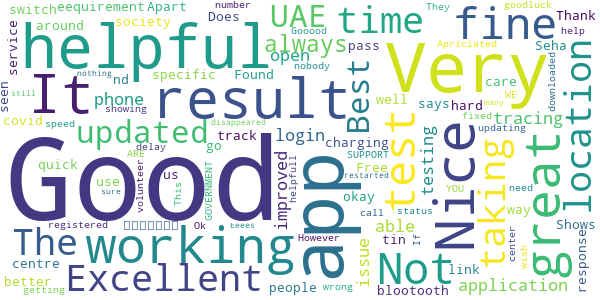 switch
eequirement
Apart
UAE
time
fine
number
They
goodluck
society
around
Does
Gooood
Apriciated
Thank
help
service
helpful
always
open
pass
nobody
Seha
seen
specific
Found
Best
well
says
hard
care
WE
downloaded
It
result
Very
location
nd
phone
test
tracing
nothing
covid
showing
updated
login
charging
testing
fixed
many
updating
still
speed
track
go
improved
helpfull
SUPPORT
restarted
Nice
taking
great
disappeared
delay
ARE
quick
Good
us
This
GOVERNMENT
Free
okay
YOU
need
use
volunteer
app
call
status
way
sure
registered
Ok
Eeees
able
If
center
wish
Shows
response
The
working
However
issue
tin
Not
link
centre
people
wrong
application
better
getting
Excellent
blootooth